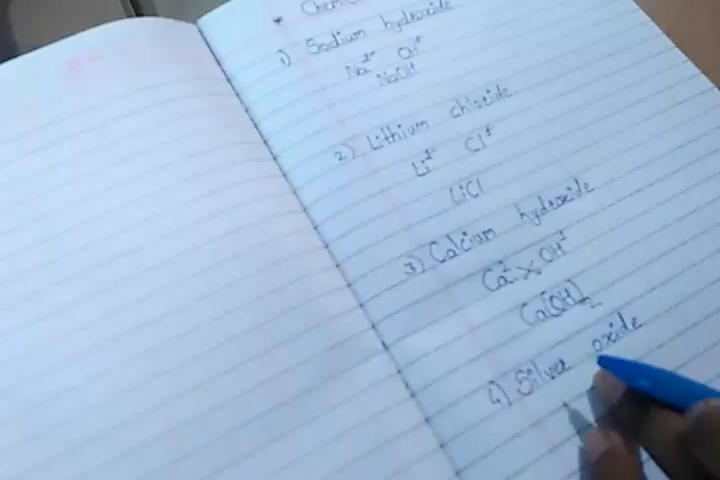 1) Sodium hydroxide
Na¹ OH¹
NaOH
2) Lithium chloride
Li¹ Cl¹
LiCl
3) Calcium hydroxide
Ca² OH¹
Ca(OH)₂
4) Silver oxide